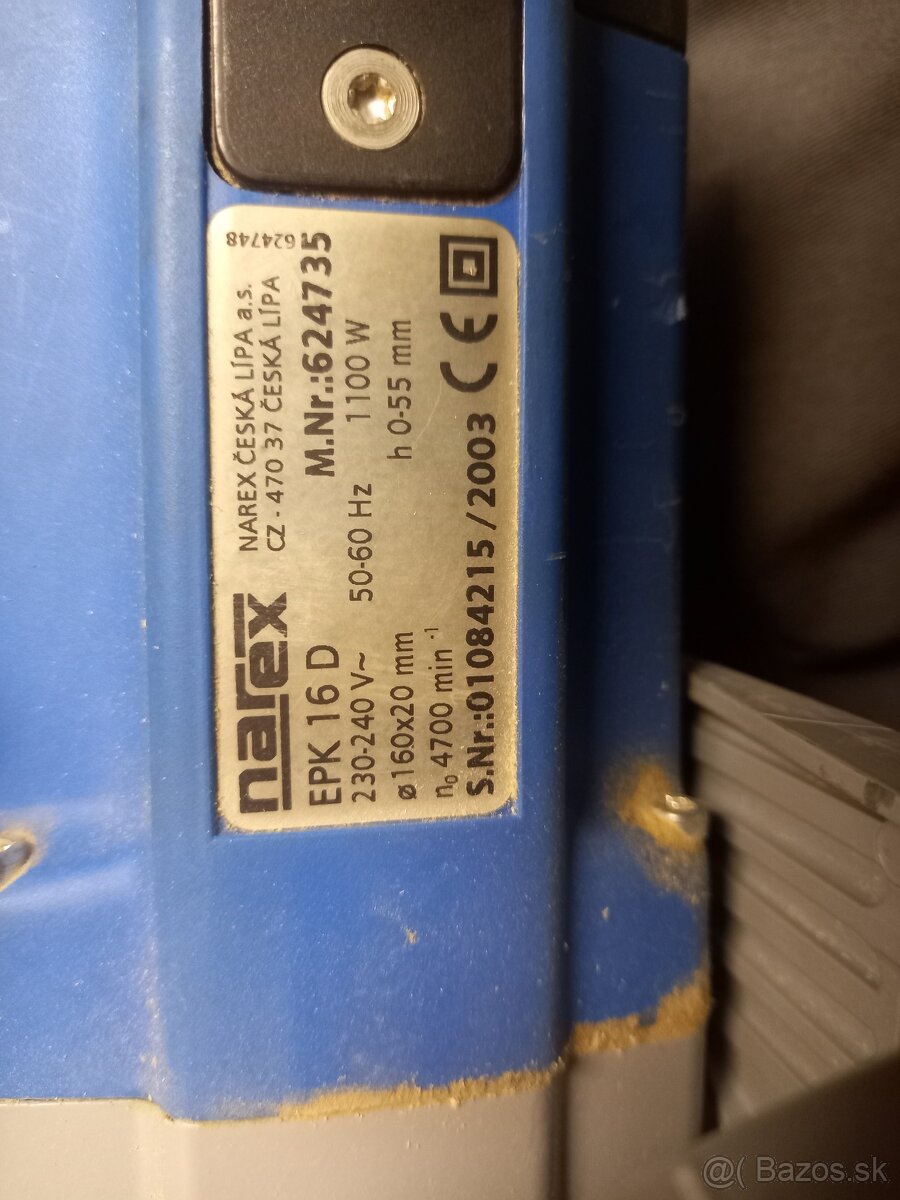 narex
NAREX ČESKÁ LÍPA a.s.
CZ - 470 37 ČESKÁ LÍPA
624748
EPK 16 D
M.Nr.:624735
230-240 V~ 50-60 Hz 1100 W
ø 160x20 mm h 0-55 mm
n₀ 4700 min⁻¹
S.Nr.:01084215/2003 CE
@( Bazos.sk